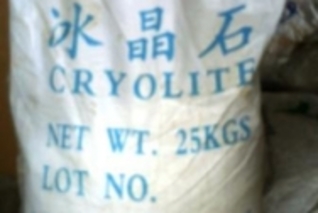 冰晶石
CRYOLITE
NET WT. 25KGS
LOT NO.